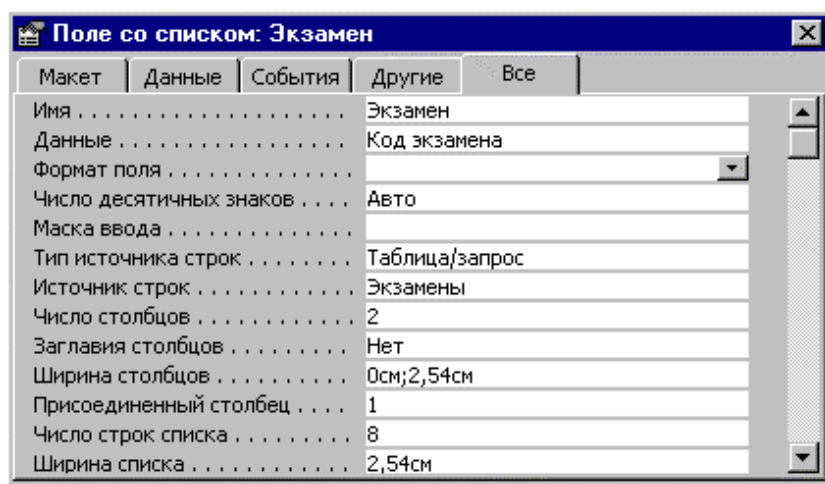 Поле со списком: Экзамен
Макет Данные События Другие Все
Имя . . . . . . . . . . . . . . . . . . . . Экзамен
Данные . . . . . . . . . . . . . . . . . Код экзамена
Формат поля . . . . . . . . . . . . . .
Число десятичных знаков . . . . Авто
Маска ввода . . . . . . . . . . . . . .
Тип источника строк . . . . . . . . Таблица/запрос
Источник строк . . . . . . . . . . . . Экзамены
Число столбцов . . . . . . . . . . . . 2
Заглавия столбцов . . . . . . . . . Нет
Ширина столбцов . . . . . . . . . . 0см;2,54см
Присоединенный столбец . . . . 1
Число строк списка . . . . . . . . . 8
Ширина списка . . . . . . . . . . . . 2,54см